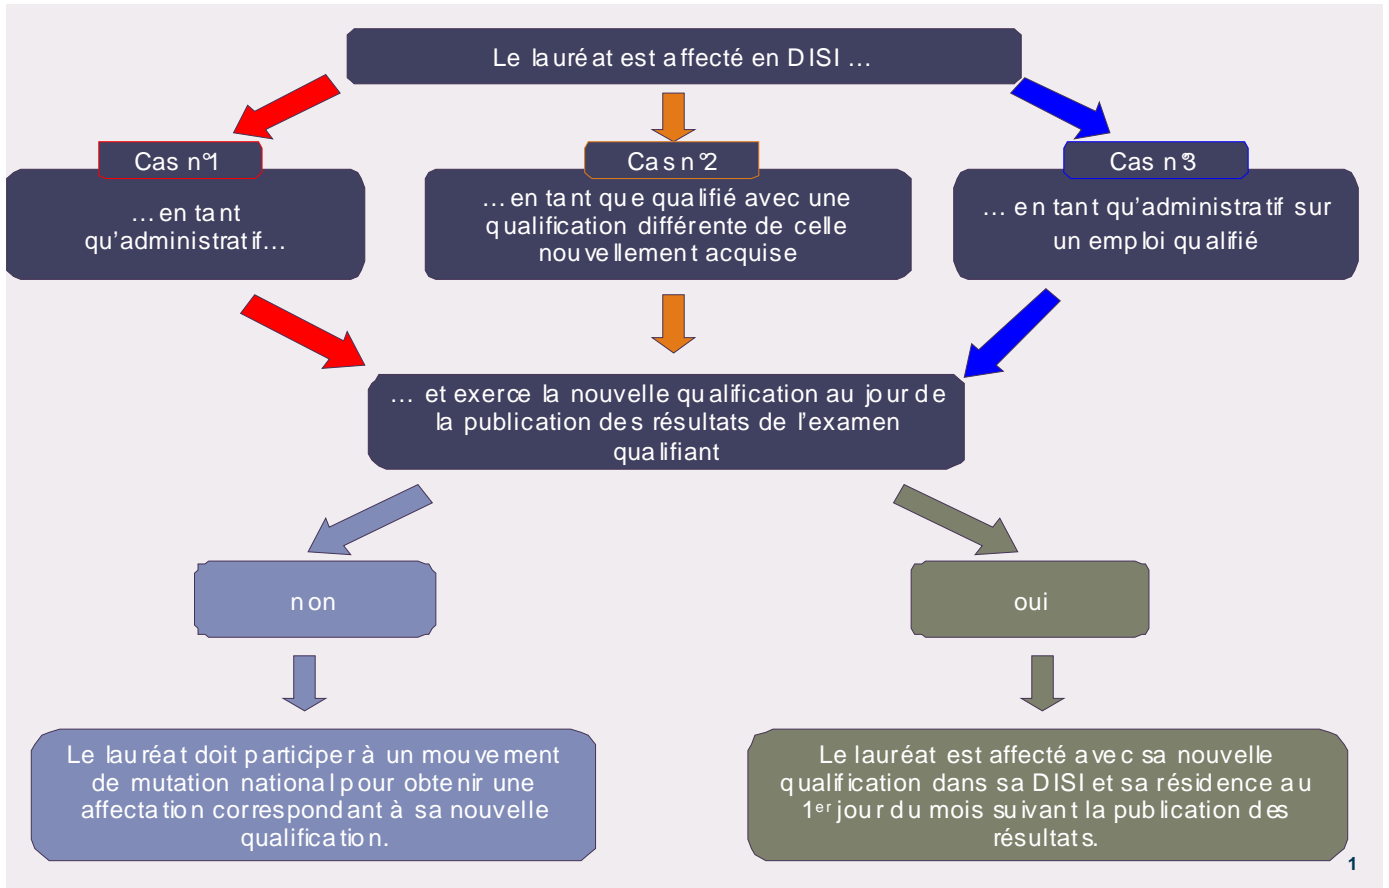 Le lauréat est affecté en DISI …
Cas n°1
Cas n°2
Cas n°3
… en tant
qu’administratif…
… en tant que qualifié avec une
qualification différente de celle
nouvellement acquise
… en tant qu’administratif sur
un emploi qualifié
… et exerce la nouvelle qualification au jour de
la publication des résultats de l’examen
qualifiant
non
oui
Le lauréat doit participer à un mouvement
de mutation national pour obtenir une
affectation correspondant à sa nouvelle
qualification.
Le lauréat est affecté avec sa nouvelle
qualification dans sa DISI et sa résidence au
1er jour du mois suivant la publication des
résultats.
1